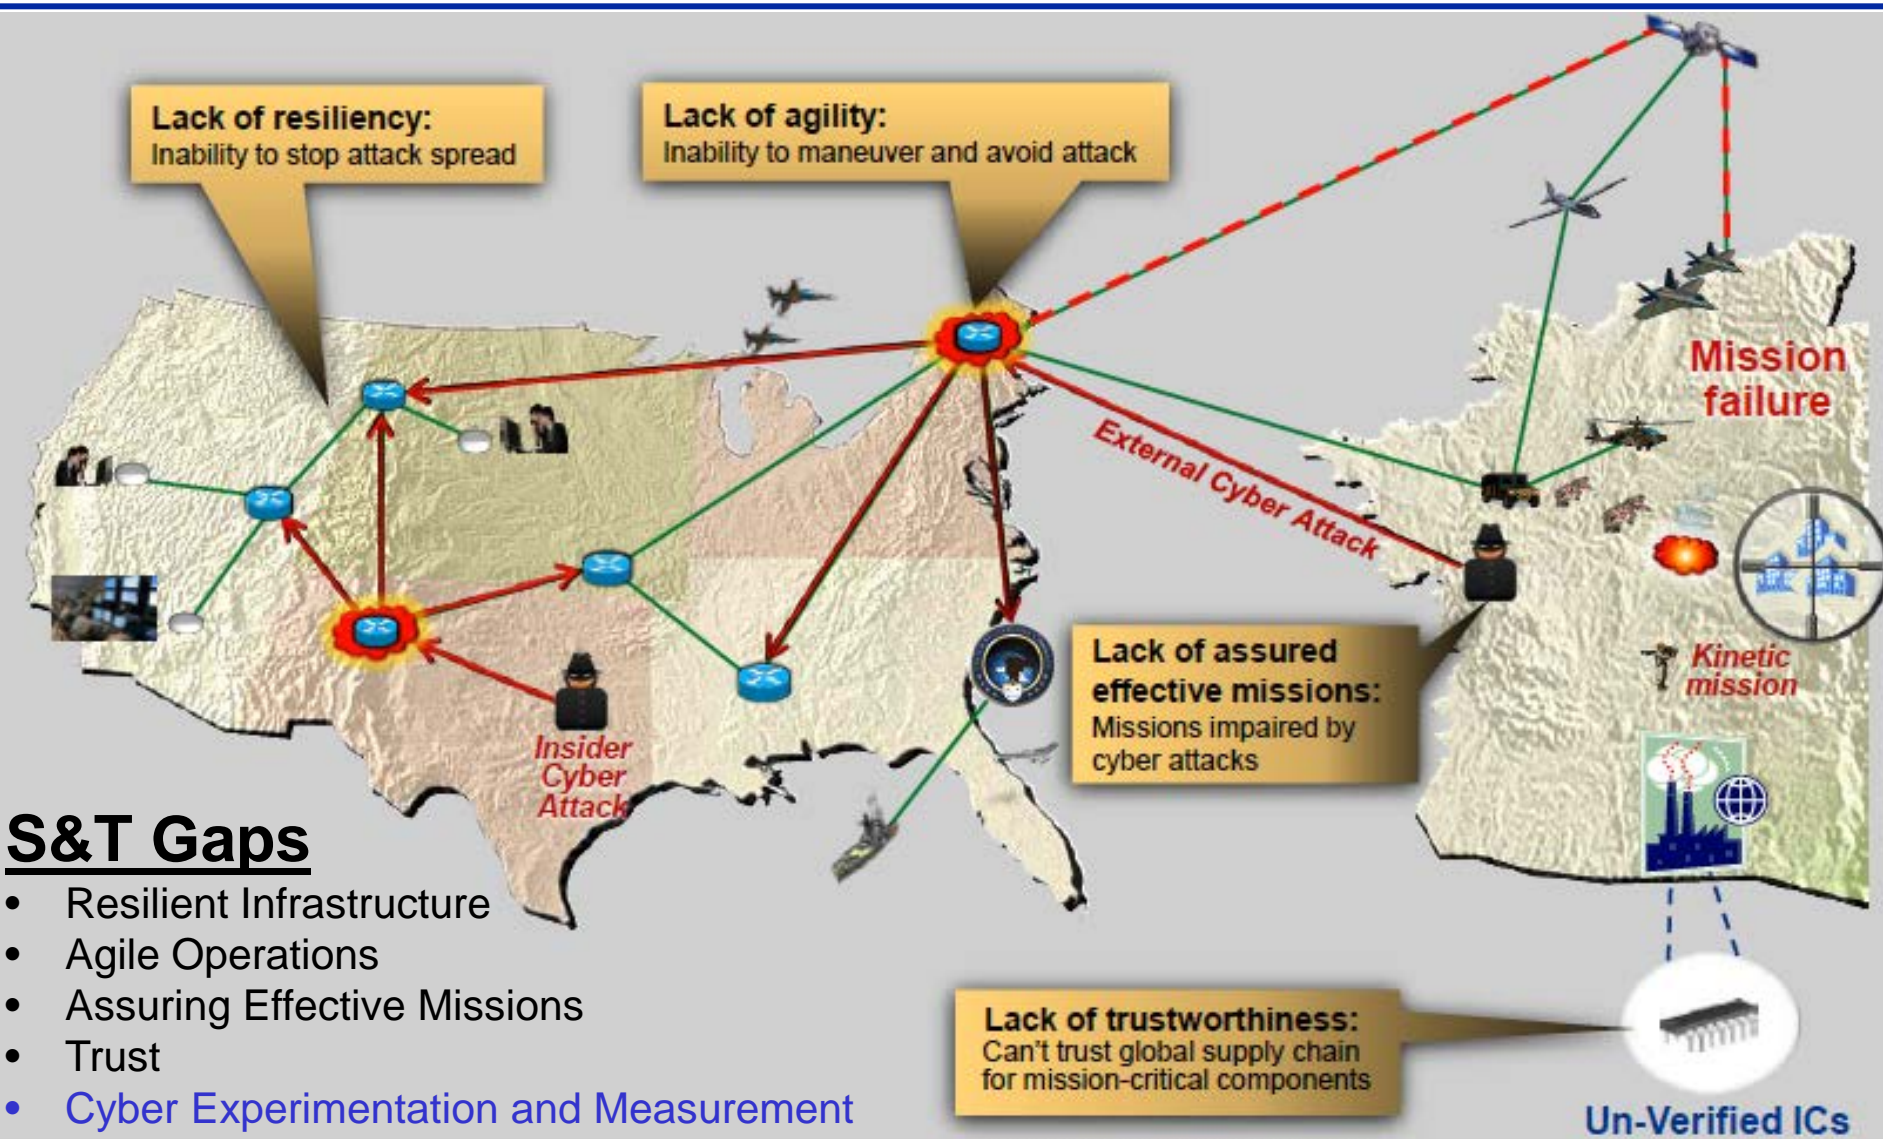 Lack of resiliency:
Inability to stop attack spread
Lack of agility:
Inability to maneuver and avoid attack
Mission
failure
External Cyber Attack
Lack of assured
effective missions:
Missions impaired by
cyber attacks
Kinetic
mission
Insider
Cyber
Attack
S&T Gaps
• Resilient Infrastructure
• Agile Operations
• Assuring Effective Missions
• Trust
• Cyber Experimentation and Measurement
Lack of trustworthiness:
Can't trust global supply chain
for mission-critical components
Un-Verified ICs